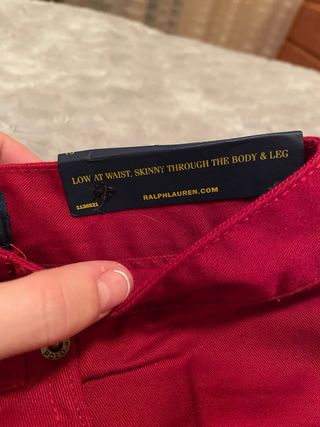 LOW AT WAIST, SKINNY THROUGH THE BODY & LEG
RALPHLAUREN.COM
1138821